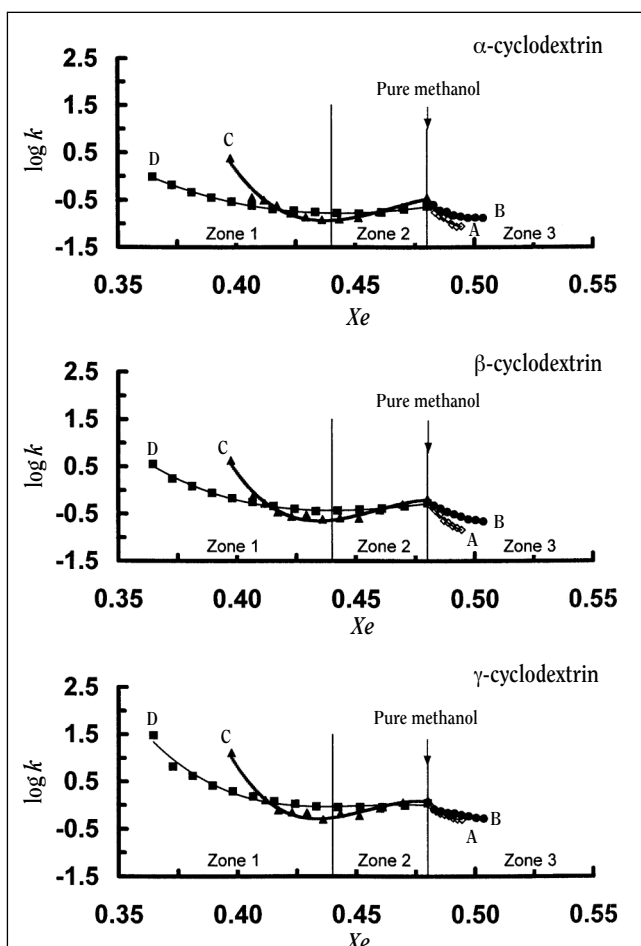 α-cyclodextrin
2.5
Pure methanol
1.5
C
log k
0.5
D
-0.5
B
A
Zone 1 Zone 2 Zone 3
-1.5
0.35 0.40 0.45 0.50 0.55
Xe
β-cyclodextrin
2.5
Pure methanol
1.5
C
log k
D
0.5
-0.5
B
A
Zone 1 Zone 2 Zone 3
-1.5
0.35 0.40 0.45 0.50 0.55
Xe
γ-cyclodextrin
2.5
Pure methanol
D
1.5
C
log k
0.5
-0.5
B
A
Zone 1 Zone 2 Zone 3
-1.5
0.35 0.40 0.45 0.50 0.55
Xe